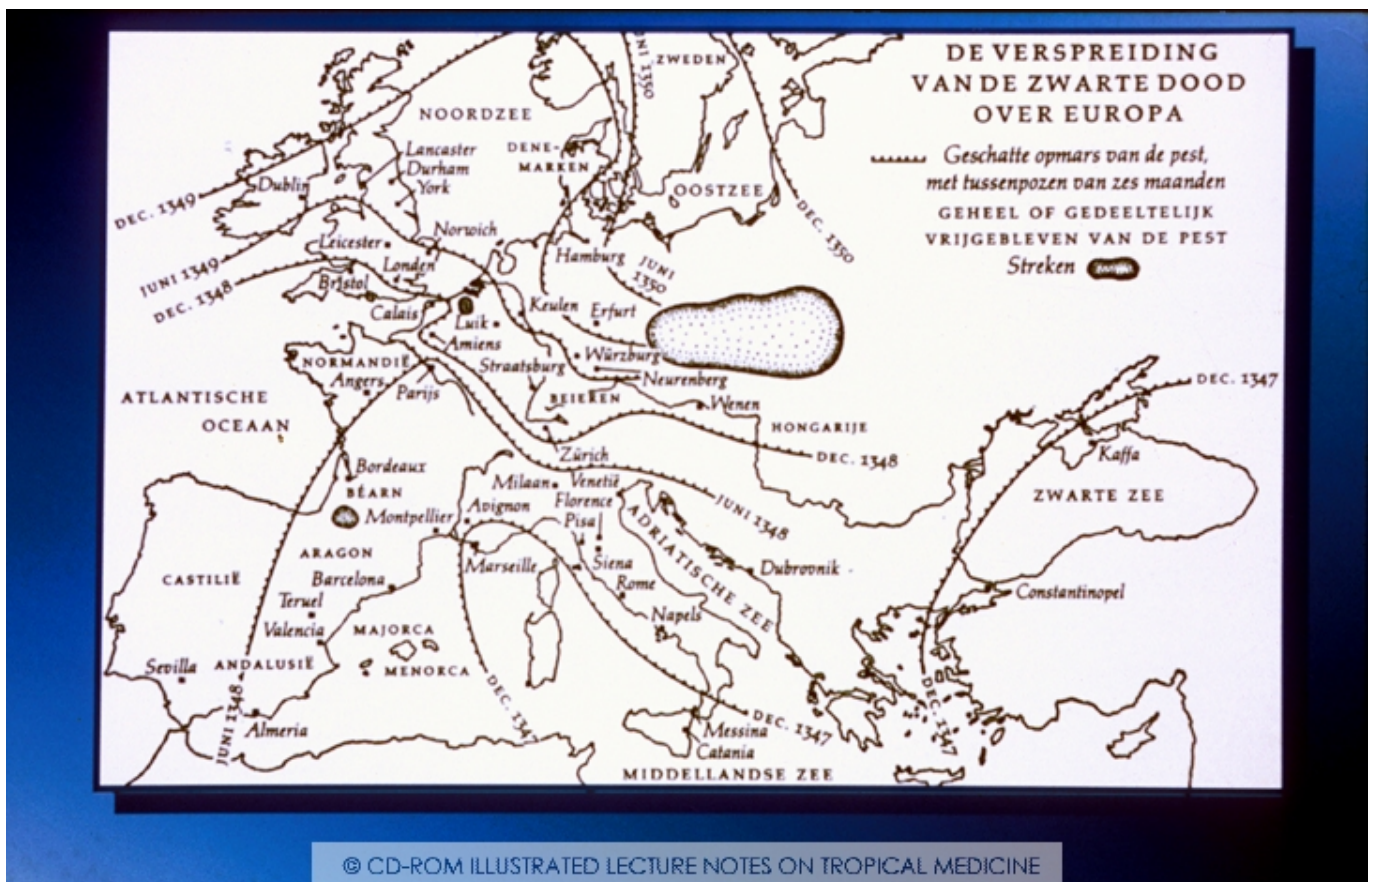 DE VERSPREIDING
VAN DE ZWARTE DOOD
OVER EUROPA
Geschatte opmars van de pest,
met tussenpozen van zes maanden
GEHEEL OF GEDEELTELIJK
VRIJGEBLEVEN VAN DE PEST
Streken
ZWEDEN
JUNI 1350
NOORDZEE
DENE-
MARKEN
OOSTZEE
Lancaster
Durham
York
Dublin
DEC. 1349
DEC. 1350
Norwich
Leicester
Londen
Hamburg
JUNI
1350
JUNI 1349
DEC. 1348
Bristol
Calais
Keulen
Erfurt
Luik
Amiens
Straatsburg
Würzburg
Neurenberg
NORMANDIË
Angers
Parijs
BEIEREN
Wenen
DEC. 1347
ATLANTISCHE
OCEAAN
HONGARIJE
Zürich
DEC. 1348
Kaffa
Bordeaux
BÉARN
Milaan
Venetië
ZWARTE ZEE
Montpellier
Avignon
Florence
Pisa
JUNI 1348
ADRIATISCHE ZEE
ARAGON
CASTILIË
Barcelona
Marseille
Siena
Dubrovnik
Rome
Constantinopel
Teruel
Valencia
Napels
MAJORCA
MENORCA
Sevilla
ANDALUSIË
JUNI 1348
Almeria
DEC. 1347
DEC. 1347
DEC. 1347
Messina
Catania
MIDDELLANDSE ZEE
© CD-ROM ILLUSTRATED LECTURE NOTES ON TROPICAL MEDICINE